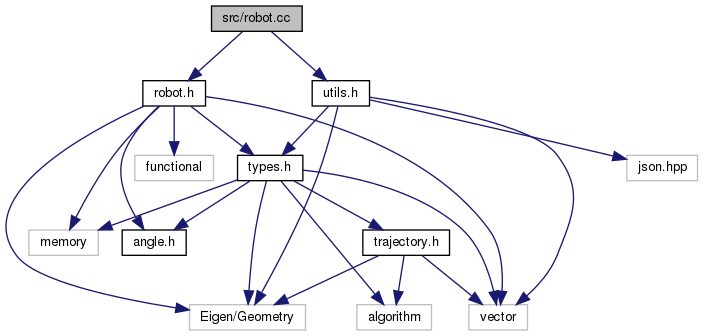 src/robot.cc
robot.h
utils.h
functional
types.h
json.hpp
memory
angle.h
trajectory.h
Eigen/Geometry
algorithm
vector